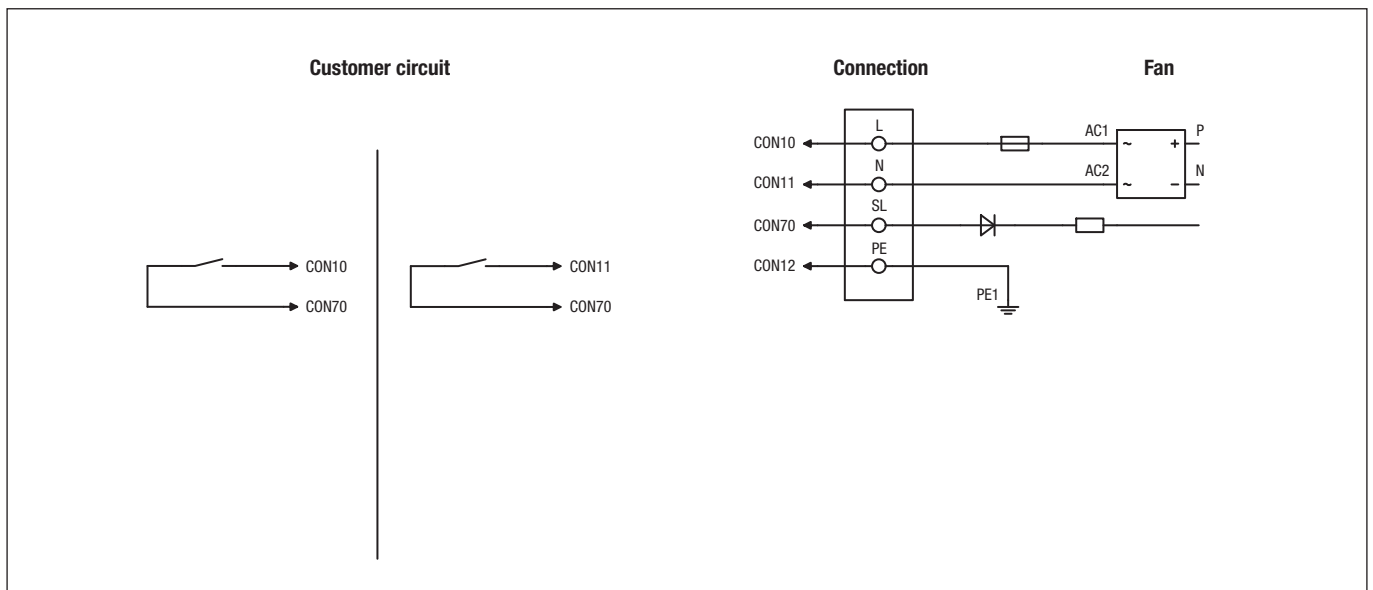 Customer circuit
Connection
Fan
CON10
CON70
CON11
CON70
CON10
L
AC1
~
+
P
CON11
N
AC2
~
–
N
CON70
SL
CON12
PE
PE1